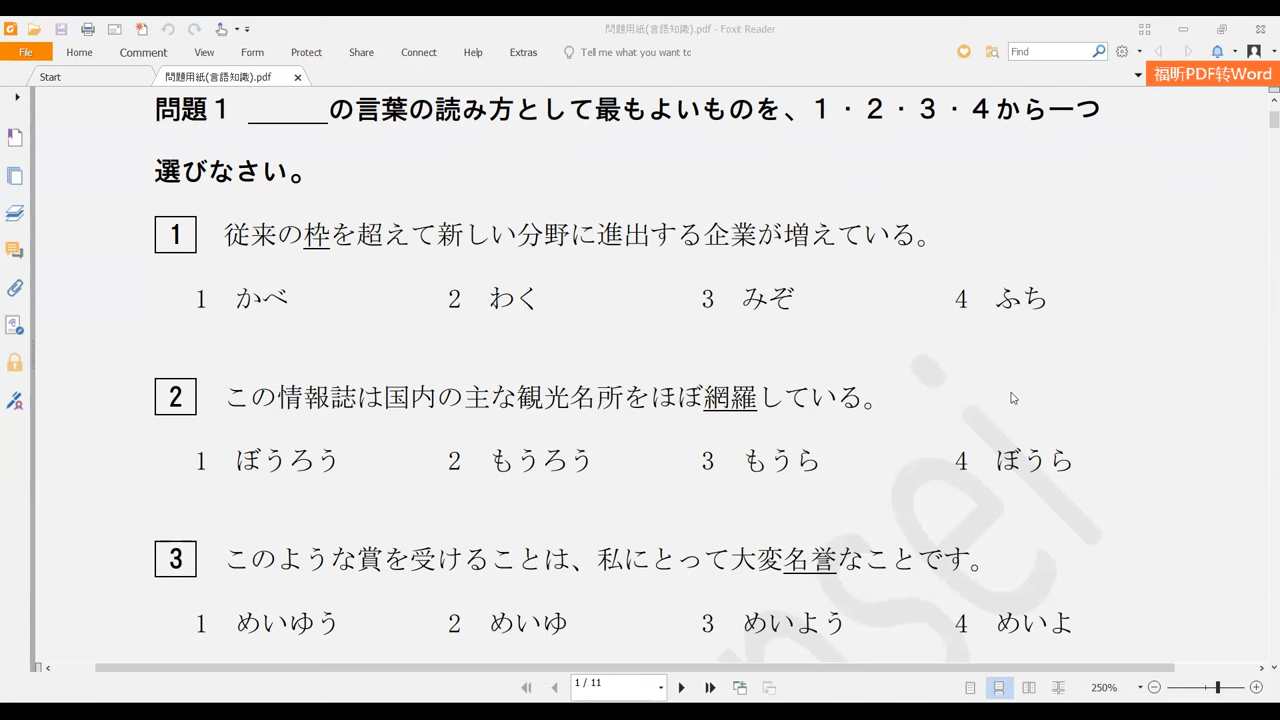 問題用紙(言語知識).pdf - Foxit Reader
File Home Comment View Form Protect Share Connect Help Extras Tell me what you want to Find
Start 問題用紙(言語知識).pdf 福昕PDF转Word
問題１ の言葉の読み方として最もよいものを、１・２・３・４から一つ
選びなさい。
1 従来の枠を超えて新しい分野に進出する企業が増えている。
1 かべ 2 わく 3 みぞ 4 ふち
2 この情報誌は国内の主な観光名所をほぼ網羅している。
1 ぼうろう 2 もうろう 3 もうら 4 ぼうら
3 このような賞を受けることは、私にとって大変名誉なことです。
1 めいゆう 2 めいゆ 3 めいよう 4 めいよ
nsei
1 / 11 250%